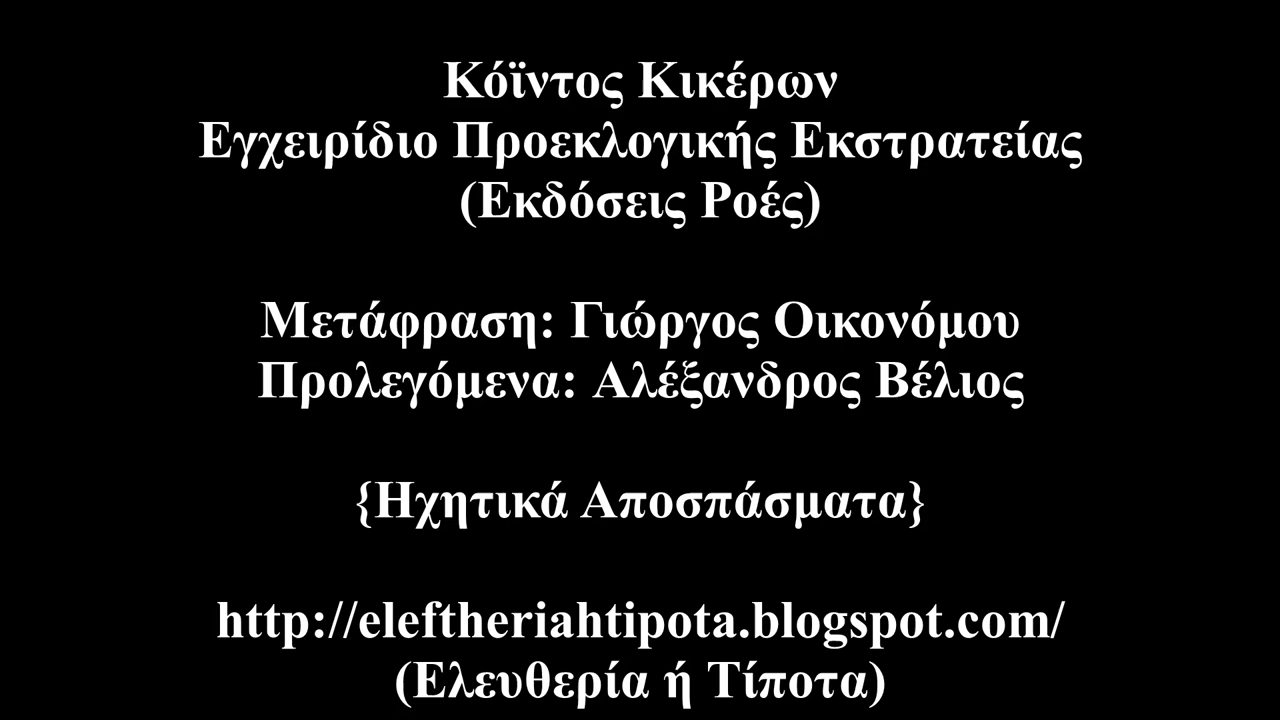 Κόϊντος Κικέρων
Εγχειρίδιο Προεκλογικής Εκστρατείας
(Εκδόσεις Ροές)
Μετάφραση: Γιώργος Οικονόμου
Προλεγόμενα: Αλέξανδρος Βέλιος
{Ηχητικά Αποσπάσματα}
http://eleftheriahtipota.blogspot.com/
(Ελευθερία ή Τίποτα)